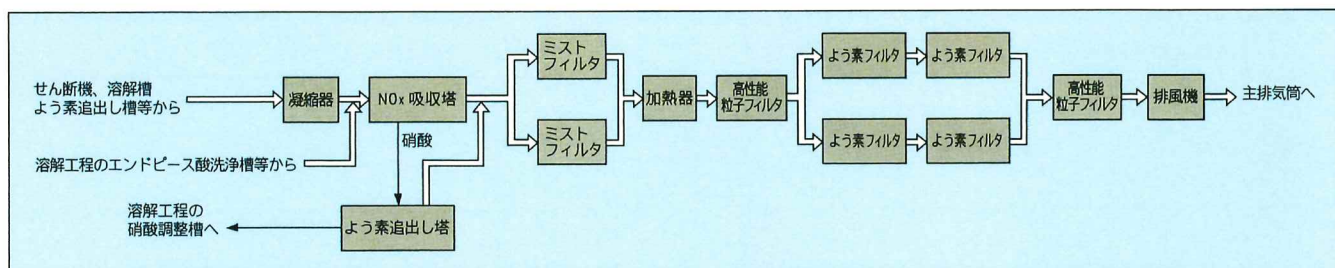 せん断機、溶解槽
よう素追出し槽等から
凝縮器
NOx 吸収塔
ミスト
フィルタ
ミスト
フィルタ
加熱器
高性能
粒子フィルタ
よう素フィルタ
よう素フィルタ
よう素フィルタ
よう素フィルタ
高性能
粒子フィルタ
排風機
主排気筒へ
溶解工程のエンドピース酸洗浄槽等から
硝酸
溶解工程の
硝酸調整槽へ
よう素追出し塔